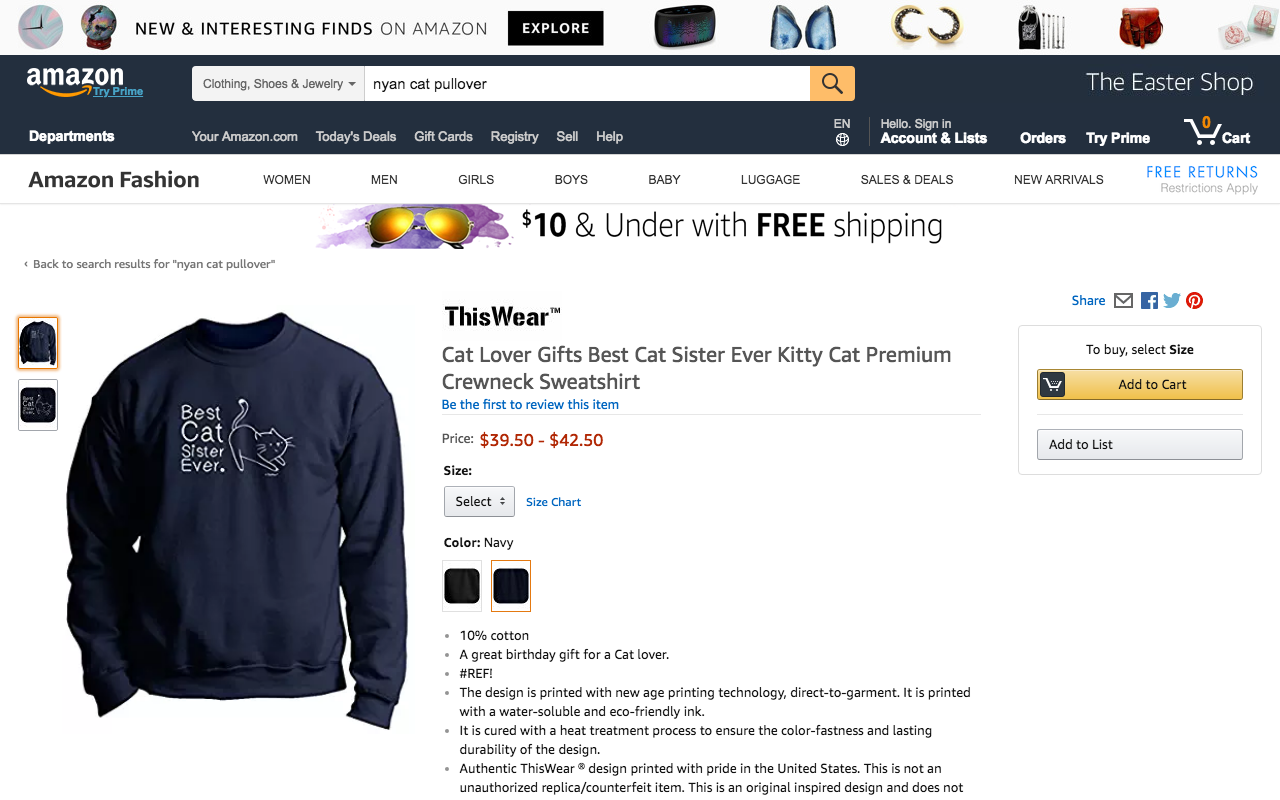 NEW & INTERESTING FINDS ON AMAZON EXPLORE
amazon
Try Prime
Clothing, Shoes & Jewelry
nyan cat pullover
The Easter Shop
Departments
Your Amazon.com Today's Deals Gift Cards Registry Sell Help
EN
Hello. Sign in
Account & Lists
Orders
Try Prime
0
Cart
Amazon Fashion
WOMEN MEN GIRLS BOYS BABY LUGGAGE SALES & DEALS NEW ARRIVALS
FREE RETURNS
Restrictions Apply
$10 & Under with FREE shipping
‹ Back to search results for "nyan cat pullover"
Best
Cat
Sister
Ever.
ThisWear™
Cat Lover Gifts Best Cat Sister Ever Kitty Cat Premium
Crewneck Sweatshirt
Be the first to review this item
Price: $39.50 - $42.50
Size:
Select Size Chart
Color: Navy
10% cotton
A great birthday gift for a Cat lover.
#REF!
The design is printed with new age printing technology, direct-to-garment. It is printed
with a water-soluble and eco-friendly ink.
It is cured with a heat treatment process to ensure the color-fastness and lasting
durability of the design.
Authentic ThisWear ® design printed with pride in the United States. This is not an
unauthorized replica/counterfeit item. This is an original inspired design and does not
Share
To buy, select Size
Add to Cart
Add to List